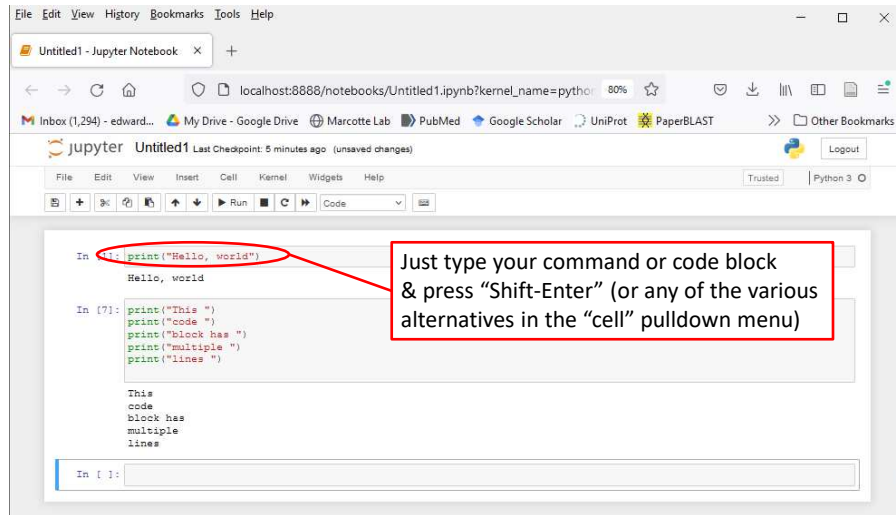 File Edit View History Bookmarks Tools Help
Untitled1 - Jupyter Notebook
localhost:8888/notebooks/Untitled1.ipynb?kernel_name=pytho 80%
Inbox (1,294) - edward... My Drive - Google Drive Marcotte Lab PubMed Google Scholar UniProt PaperBLAST Other Bookmarks
jupyter Untitled1 Last Checkpoint: 5 minutes ago (unsaved changes) Logout
File Edit View Insert Cell Kernel Widgets Help Trusted Python 3
Run Code
In [1]: print("Hello, world")
Hello, world
Just type your command or code block
& press “Shift-Enter” (or any of the various
alternatives in the “cell” pulldown menu)
In [7]: print("This ")
print("code ")
print("block has ")
print("multiple ")
print("lines ")
This
code
block has
multiple
lines
In [ ]: